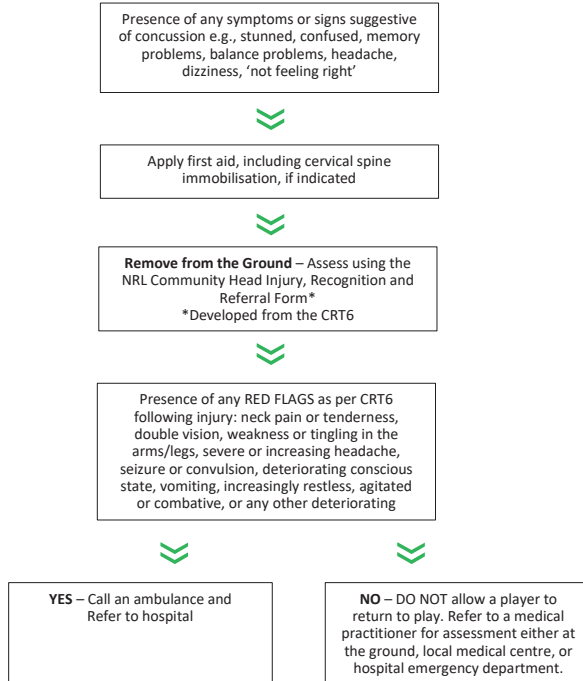 Presence of any symptoms or signs suggestive
of concussion e.g., stunned, confused, memory
problems, balance problems, headache,
dizziness, ‘not feeling right’
Apply first aid, including cervical spine
immobilisation, if indicated
Remove from the Ground – Assess using the
NRL Community Head Injury, Recognition and
Referral Form*
*Developed from the CRT6
Presence of any RED FLAGS as per CRT6
following injury: neck pain or tenderness,
double vision, weakness or tingling in the
arms/legs, severe or increasing headache,
seizure or convulsion, deteriorating conscious
state, vomiting, increasingly restless, agitated
or combative, or any other deteriorating
YES – Call an ambulance and
Refer to hospital
NO – DO NOT allow a player to
return to play. Refer to a medical
practitioner for assessment either at
the ground, local medical centre, or
hospital emergency department.